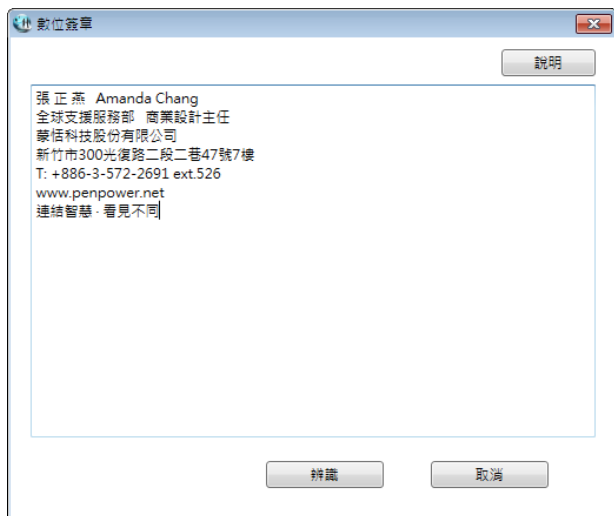 數位簽章
說明
張 正 燕 Amanda Chang
全球支援服務部 商業設計主任
蒙恬科技股份有限公司
新竹市300光復路二段二巷47號7樓
T: +886-3-572-2691 ext.526
www.penpower.net
連結智慧 · 看見不同
辨識
取消